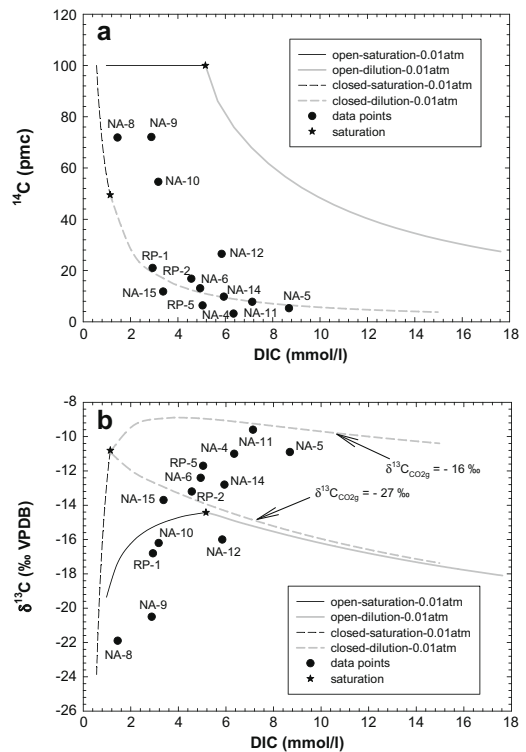 a
120
100
80
60
40
20
0
¹⁴C (pmc)
open-saturation-0.01atm
open-dilution-0.01atm
closed-saturation-0.01atm
closed-dilution-0.01atm
data points
saturation
NA-8
NA-9
NA-10
NA-12
RP-1
RP-2
NA-6
NA-15
NA-14
NA-5
RP-5
NA-4
NA-11
0 2 4 6 8 10 12 14 16 18
DIC (mmol/l)
b
-8
-10
-12
-14
-16
-18
-20
-22
-24
-26
δ¹³C (‰ VPDB)
NA-11
NA-4
NA-5
RP-5
NA-6
NA-14
RP-2
NA-15
NA-10
NA-12
RP-1
NA-9
NA-8
δ¹³C_CO2g = - 16 ‰
δ¹³C_CO2g = - 27 ‰
open-saturation-0.01atm
open-dilution-0.01atm
closed-saturation-0.01atm
closed-dilution-0.01atm
data points
saturation
0 2 4 6 8 10 12 14 16 18
DIC (mmol/l)